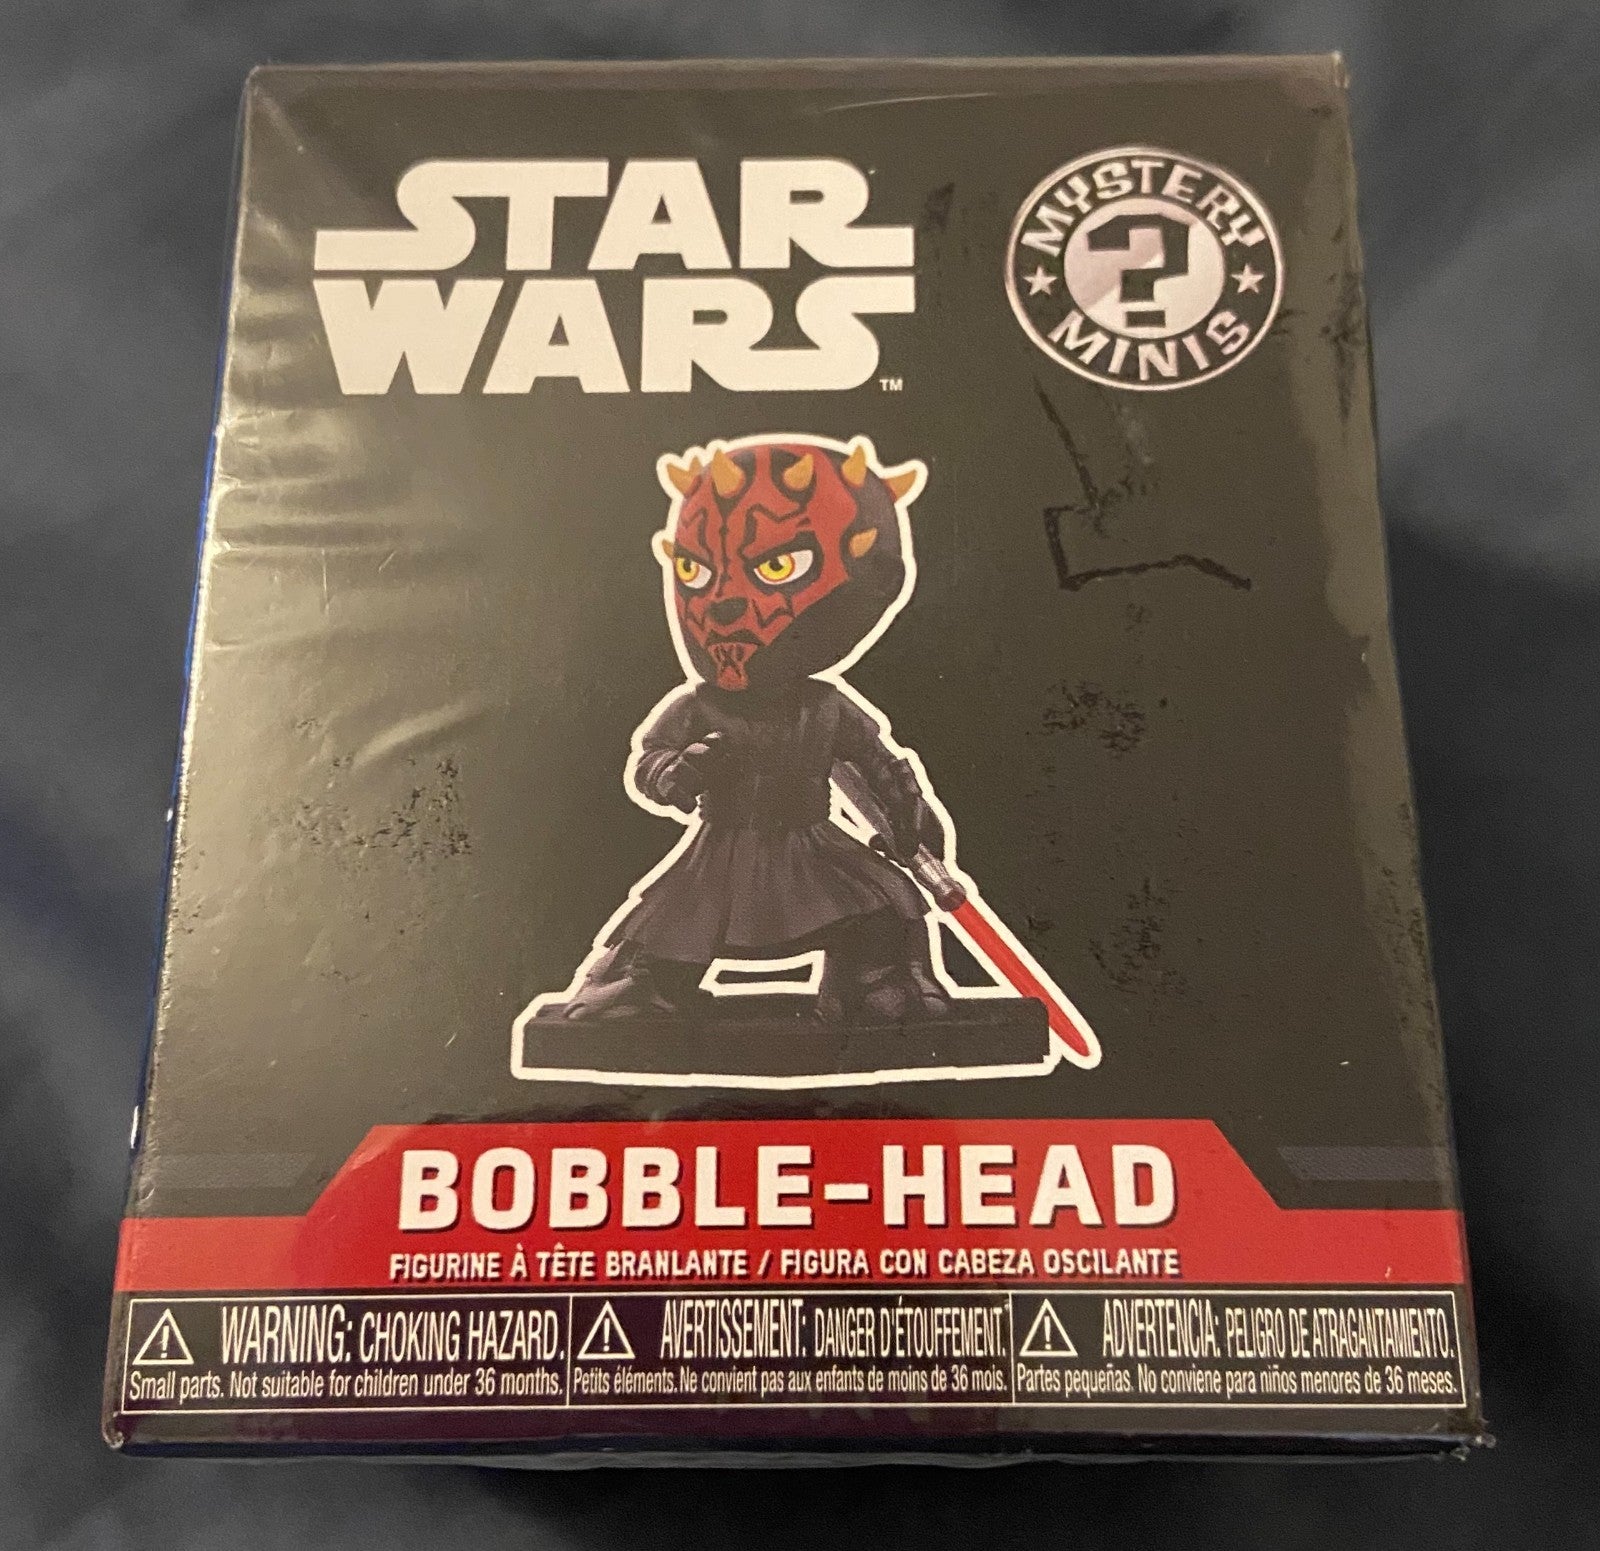 STAR
WARS
™
MYSTERY
?
MINIS
BOBBLE-HEAD
FIGURINE À TÊTE BRANLANTE / FIGURA CON CABEZA OSCILANTE
WARNING: CHOKING HAZARD.
Small parts. Not suitable for children under 36 months.
AVERTISSEMENT: DANGER D'ÉTOUFFEMENT.
Petits éléments. Ne convient pas aux enfants de moins de 36 mois.
ADVERTENCIA: PELIGRO DE ATRAGANTAMIENTO.
Partes pequeñas. No conviene para niños menores de 36 meses.